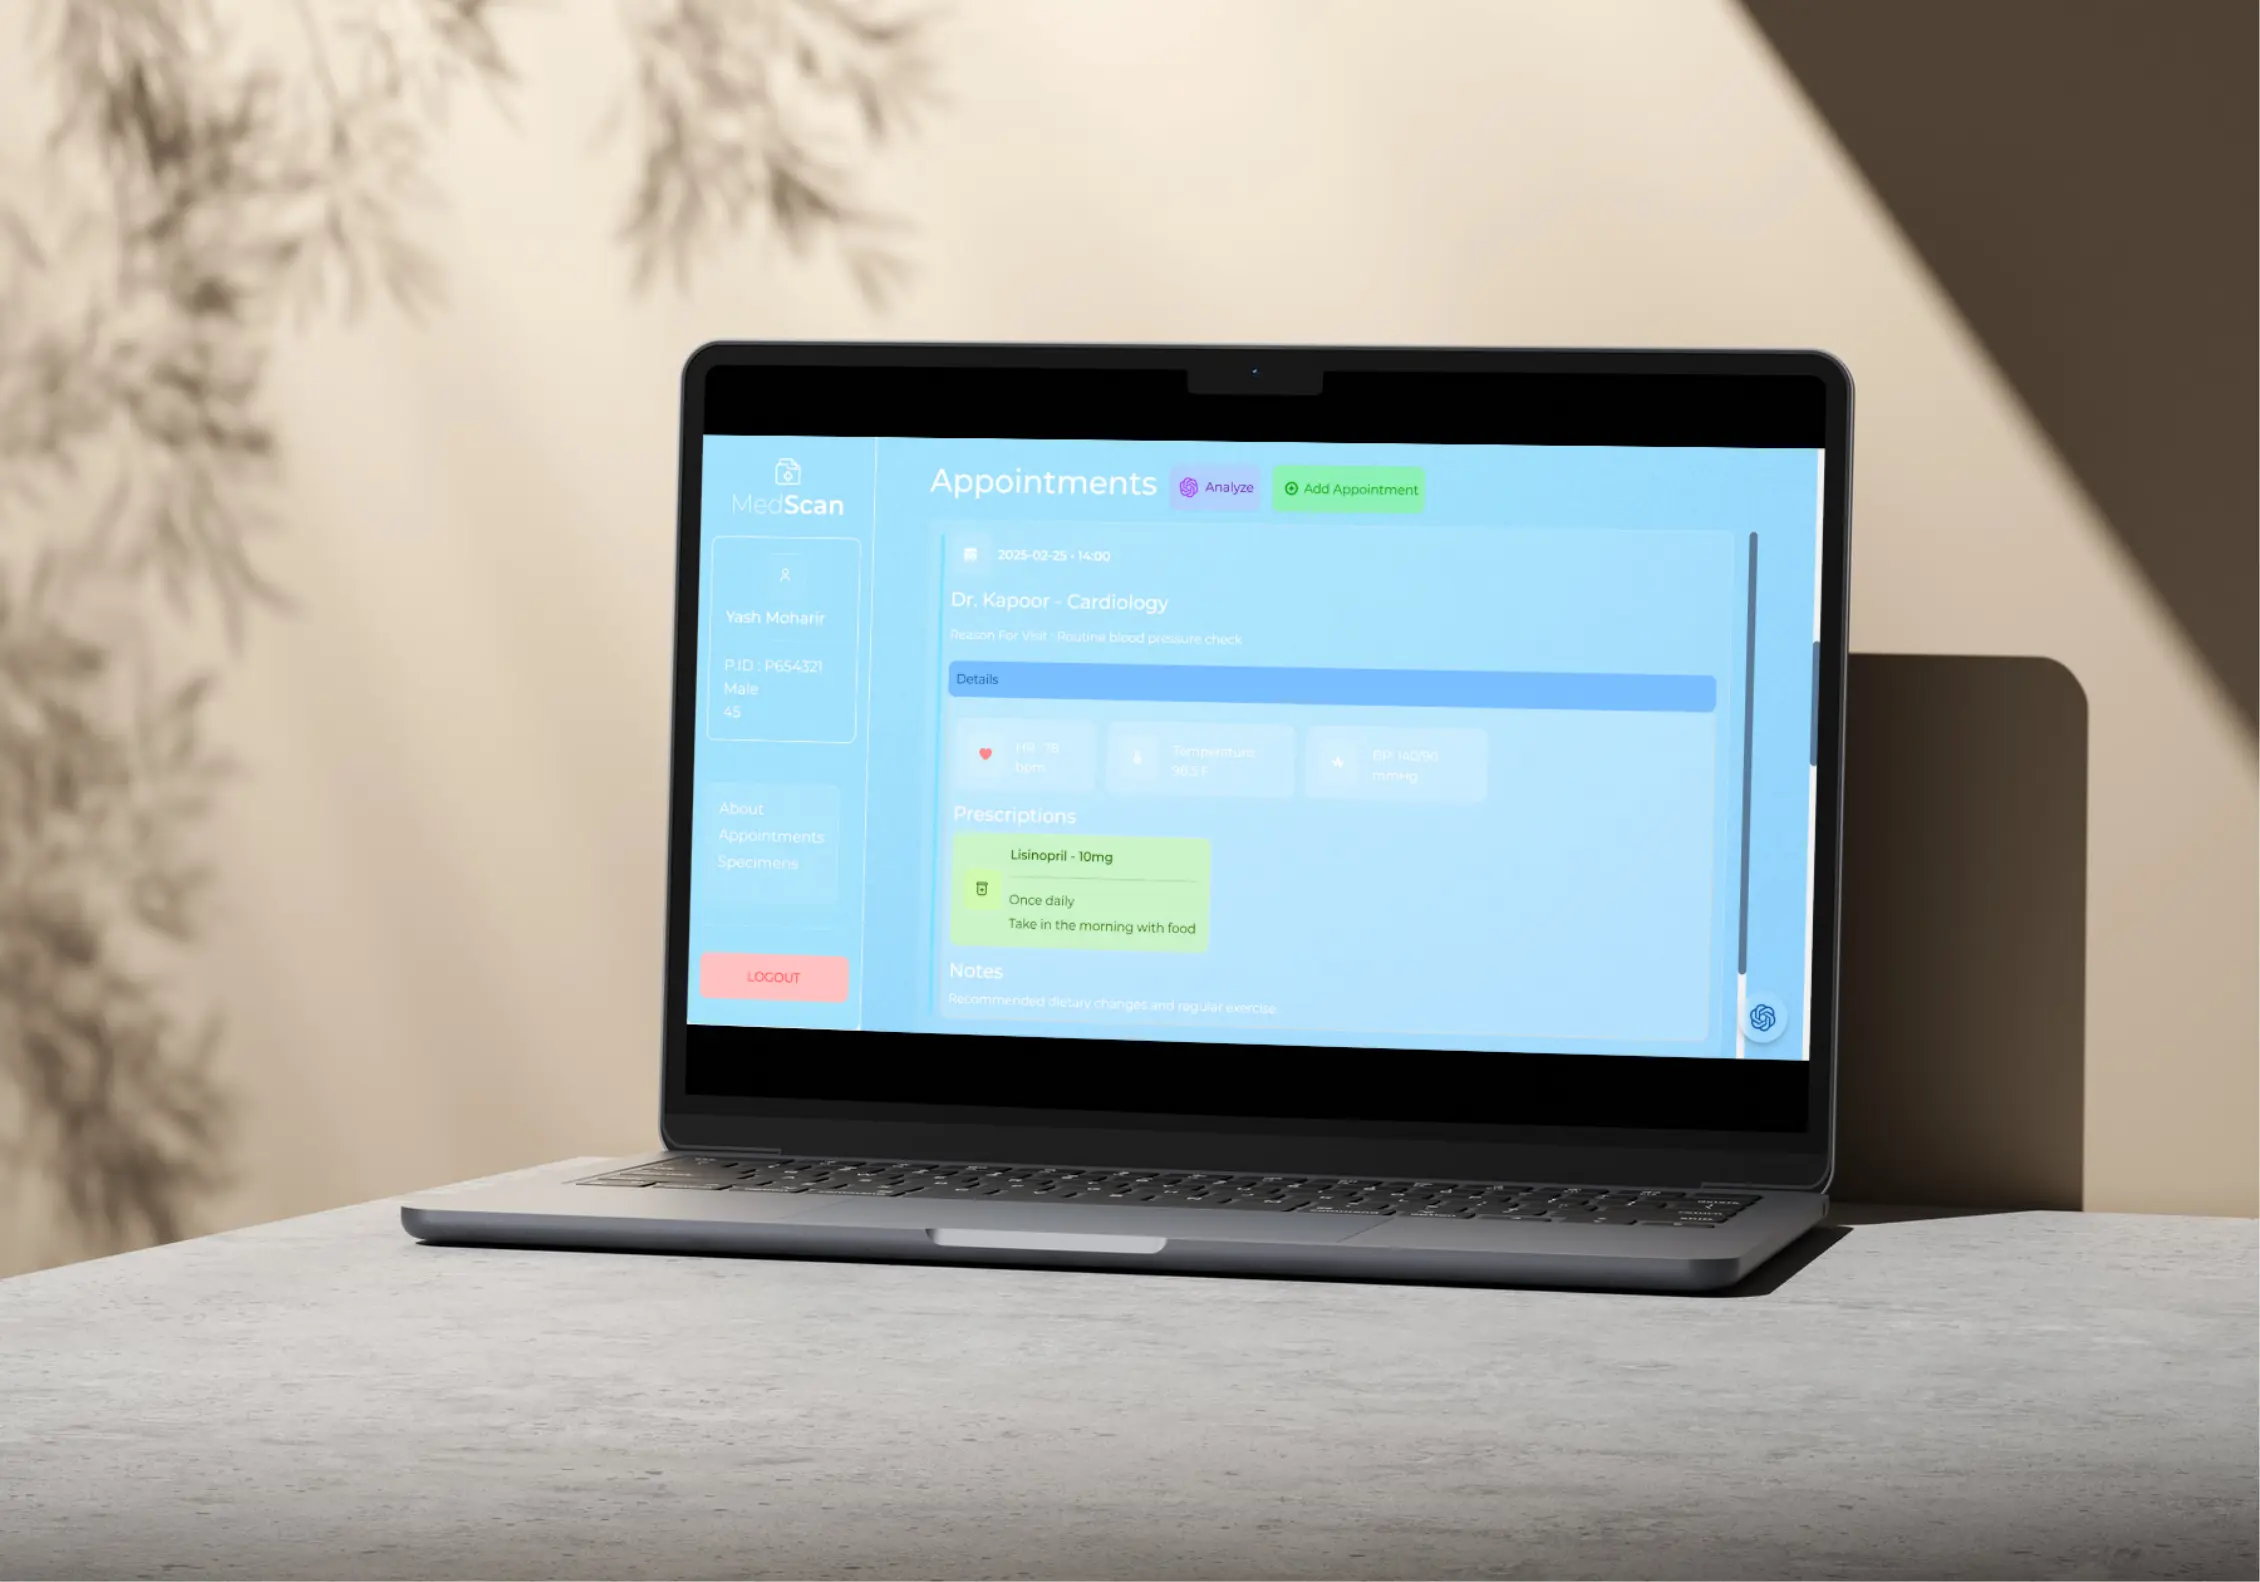 MedScan
Yash Moharir
P.ID : P654321
Male
45
About
Appointments
Specimens
LOGOUT
Appointments
Analyze
Add Appointment
2025-02-25 • 14:00
Dr. Kapoor - Cardiology
Reason For Visit : Routine blood pressure check
Details
HR : 78
bpm
Temperature
98.5 F
BP: 140/90
mmHg
Prescriptions
Lisinopril - 10mg
Once daily
Take in the morning with food
Notes
Recommended dietary changes and regular exercise